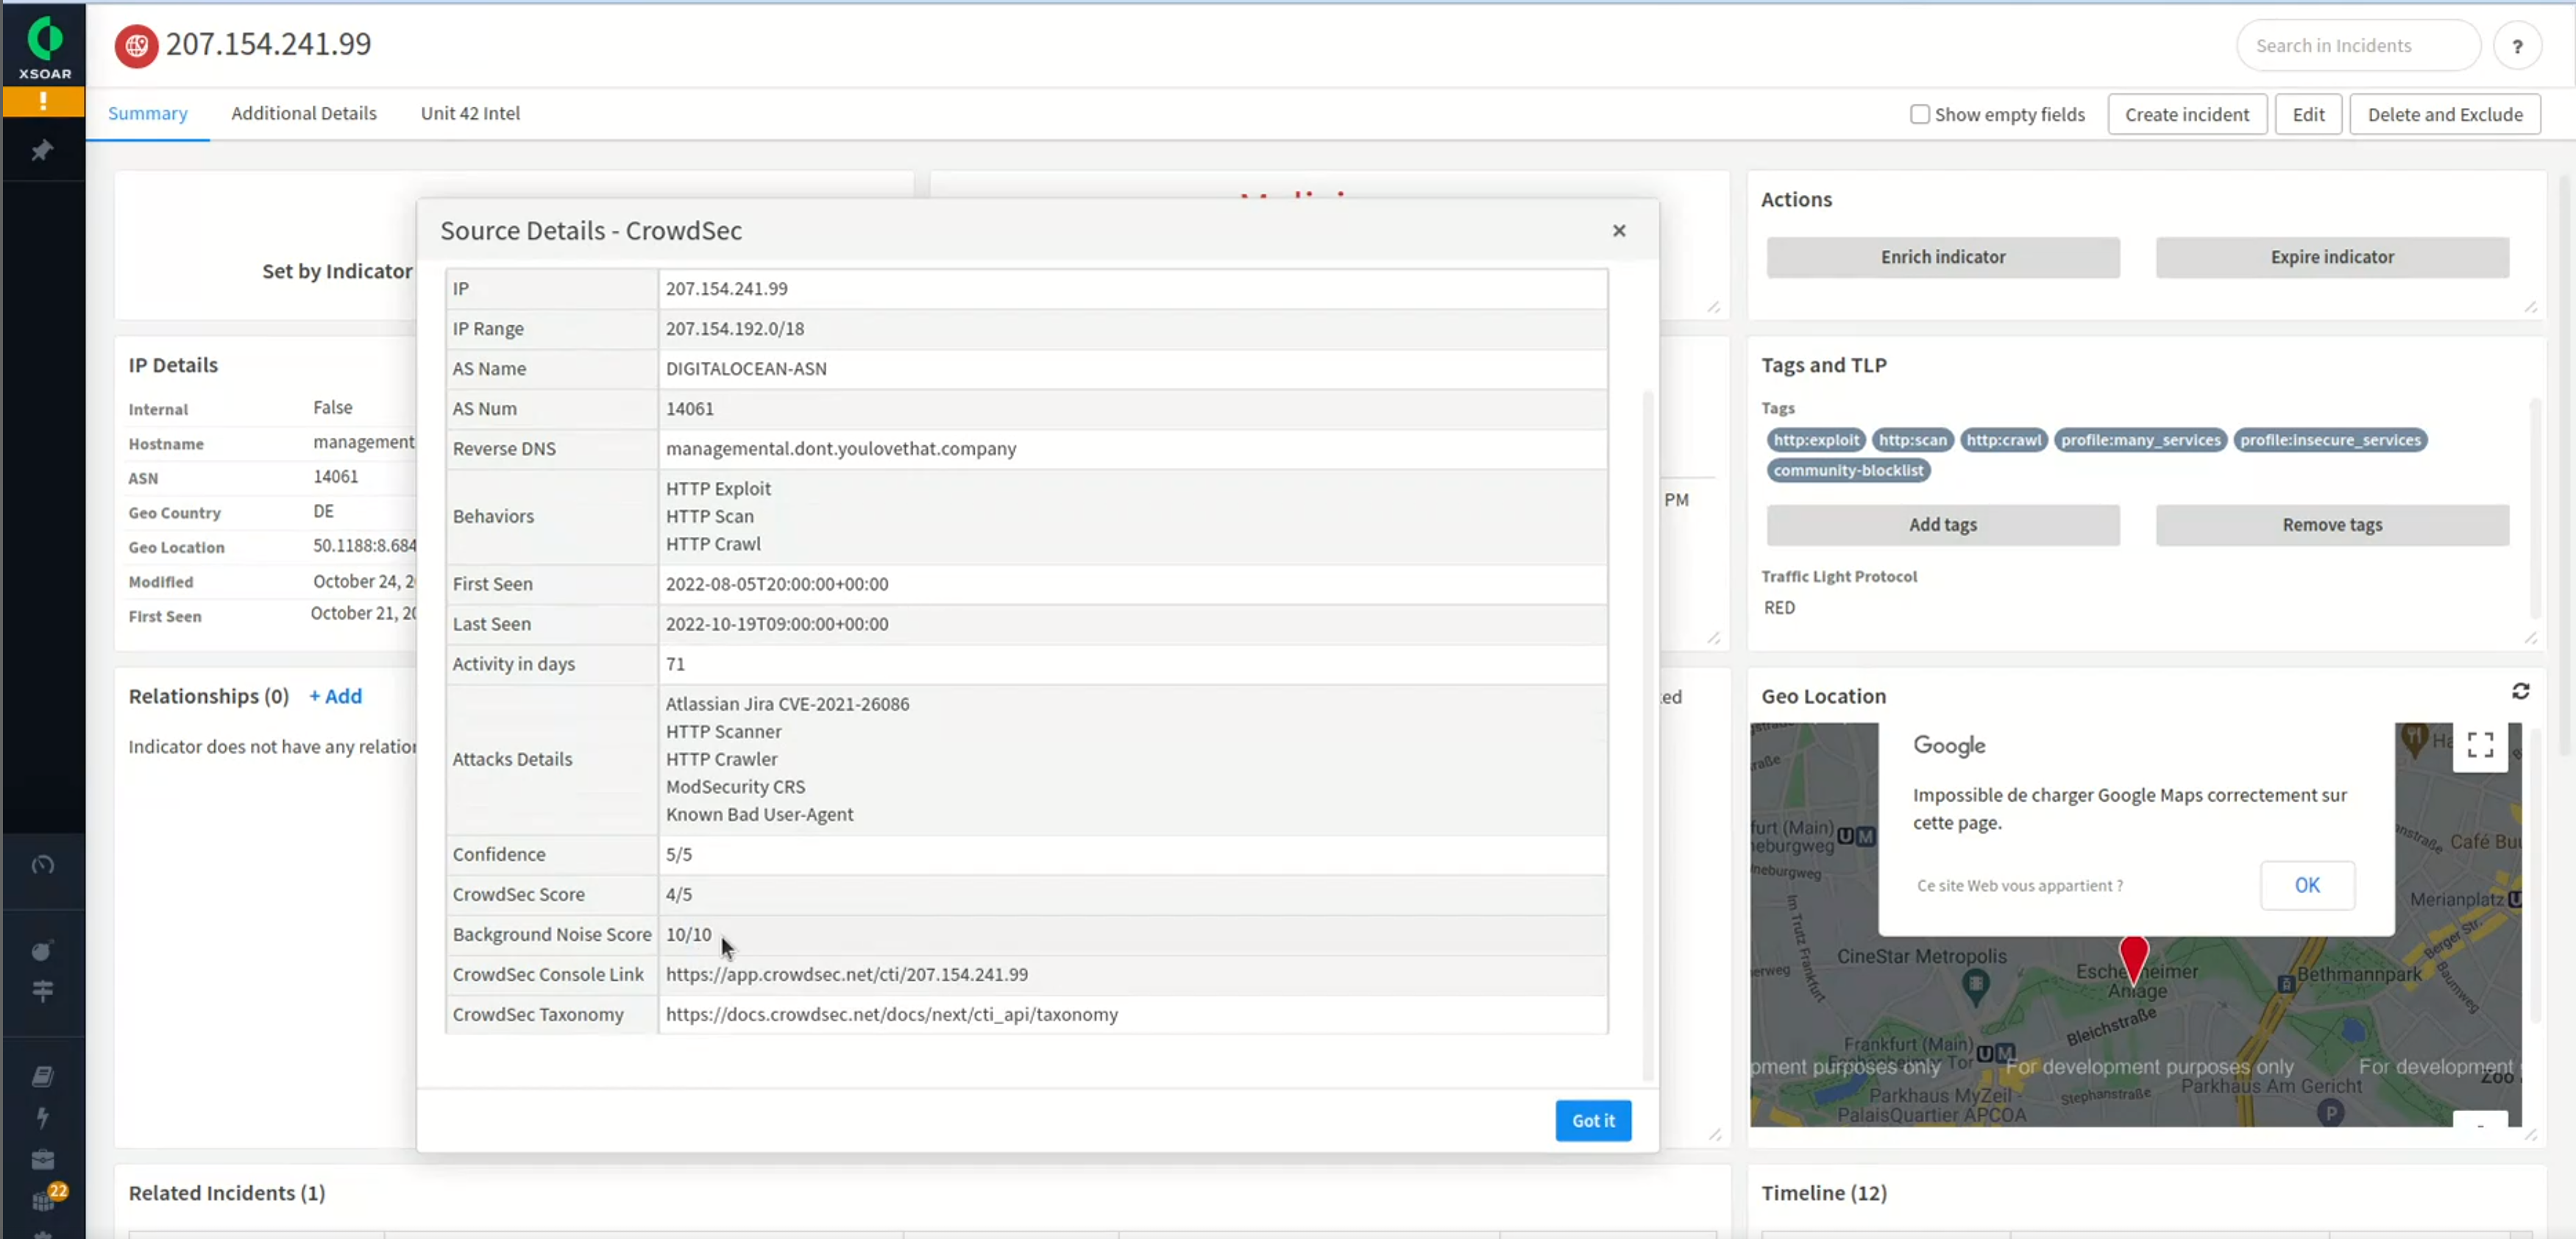 XSOAR
207.154.241.99
Search in Incidents
?
!
Summary Additional Details Unit 42 Intel
Show empty fields
Create incident
Edit
Delete and Exclude
Set by Indicator
Source Details - CrowdSec
×
IP 207.154.241.99
IP Range 207.154.192.0/18
AS Name DIGITALOCEAN-ASN
AS Num 14061
Reverse DNS managemental.dont.youlovethat.company
Behaviors
HTTP Exploit
HTTP Scan
HTTP Crawl
First Seen 2022-08-05T20:00:00+00:00
Last Seen 2022-10-19T09:00:00+00:00
Activity in days 71
Attacks Details
Atlassian Jira CVE-2021-26086
HTTP Scanner
HTTP Crawler
ModSecurity CRS
Known Bad User-Agent
Confidence 5/5
CrowdSec Score 4/5
Background Noise Score 10/10
CrowdSec Console Link https://app.crowdsec.net/cti/207.154.241.99
CrowdSec Taxonomy https://docs.crowdsec.net/docs/next/cti_api/taxonomy
Got it
IP Details
Internal False
Hostname management
ASN 14061
Geo Country DE
Geo Location 50.1188:8.684
Modified October 24, 2
First Seen October 21, 20
Relationships (0) + Add
Indicator does not have any relation
PM
Actions
Enrich indicator
Expire indicator
Tags and TLP
Tags
http:exploit http:scan http:crawl profile:many_services profile:insecure_services
community-blocklist
Add tags
Remove tags
Traffic Light Protocol
RED
Geo Location
Google
Impossible de charger Google Maps correctement sur
cette page.
Ce site Web vous appartient ?
OK
Merianplatz
CineStar Metropolis
Eschenheimer
Anlage
Bethmannpark
Berger Str.
Baumweg
Bleichstraße
Im Trutz Frankfurt
Frankfurt (Main)
Eschenheimer Tor
pment purposes only
For development purposes only
For development
Zoo
Parkhaus Am Gericht
Parkhaus MyZeil -
PalaisQuartier APCOA
Stephanstraße
P
Related Incidents (1)
Timeline (12)
22